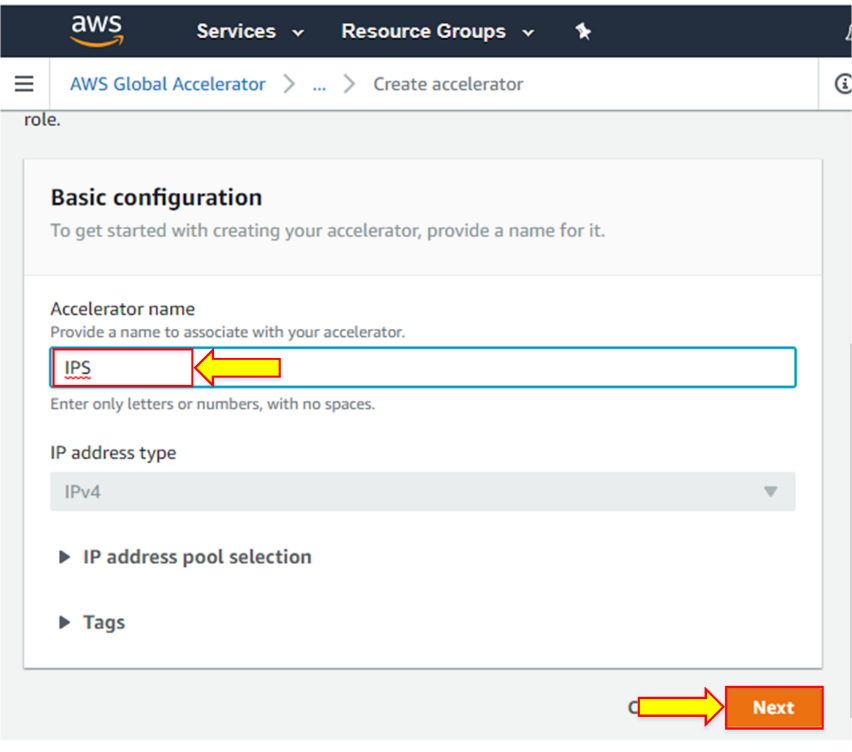 aws Services Resource Groups
AWS Global Accelerator ... Create accelerator
role.
Basic configuration
To get started with creating your accelerator, provide a name for it.
Accelerator name
Provide a name to associate with your accelerator.
IPS
Enter only letters or numbers, with no spaces.
IP address type
IPv4
IP address pool selection
Tags
Next